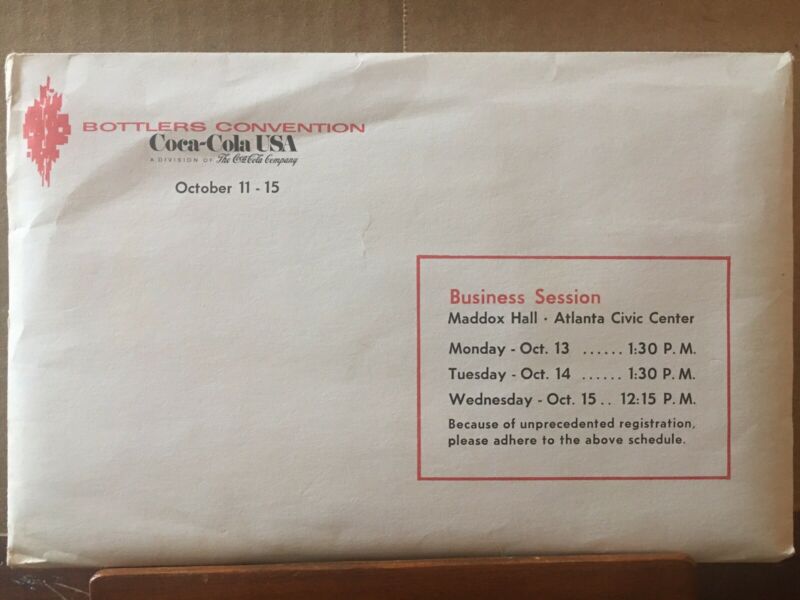 BOTTLERS CONVENTION
Coca-Cola USA
A DIVISION OF The Coca-Cola Company
October 11 - 15
Business Session
Maddox Hall · Atlanta Civic Center
Monday - Oct. 13 ...... 1:30 P. M.
Tuesday - Oct. 14 ...... 1:30 P. M.
Wednesday - Oct. 15 .. 12:15 P. M.
Because of unprecedented registration,
please adhere to the above schedule.